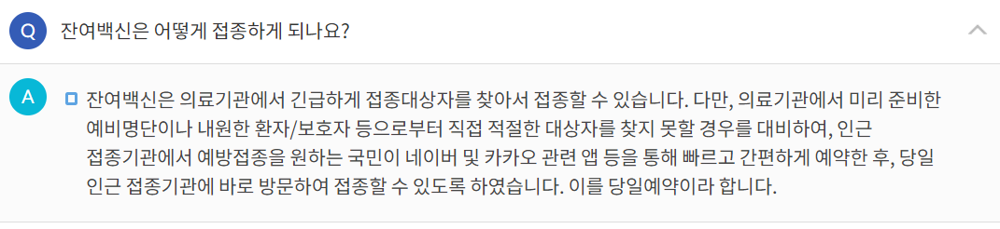 Q 잔여백신은 어떻게 접종하게 되나요?
A 잔여백신은 의료기관에서 긴급하게 접종대상자를 찾아서 접종할 수 있습니다. 다만, 의료기관에서 미리 준비한
예비명단이나 내원한 환자/보호자 등으로부터 직접 적절한 대상자를 찾지 못할 경우를 대비하여, 인근
접종기관에서 예방접종을 원하는 국민이 네이버 및 카카오 관련 앱 등을 통해 빠르고 간편하게 예약한 후, 당일
인근 접종기관에 바로 방문하여 접종할 수 있도록 하였습니다. 이를 당일예약이라 합니다.